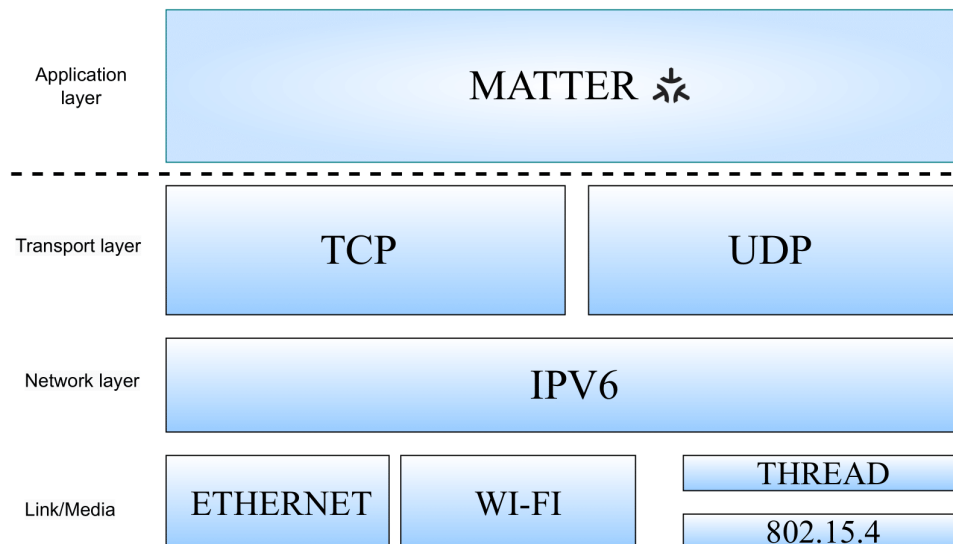 Application
layer
MATTER
Transport layer
TCP
UDP
Network layer
IPV6
Link/Media
ETHERNET
WI-FI
THREAD
802.15.4